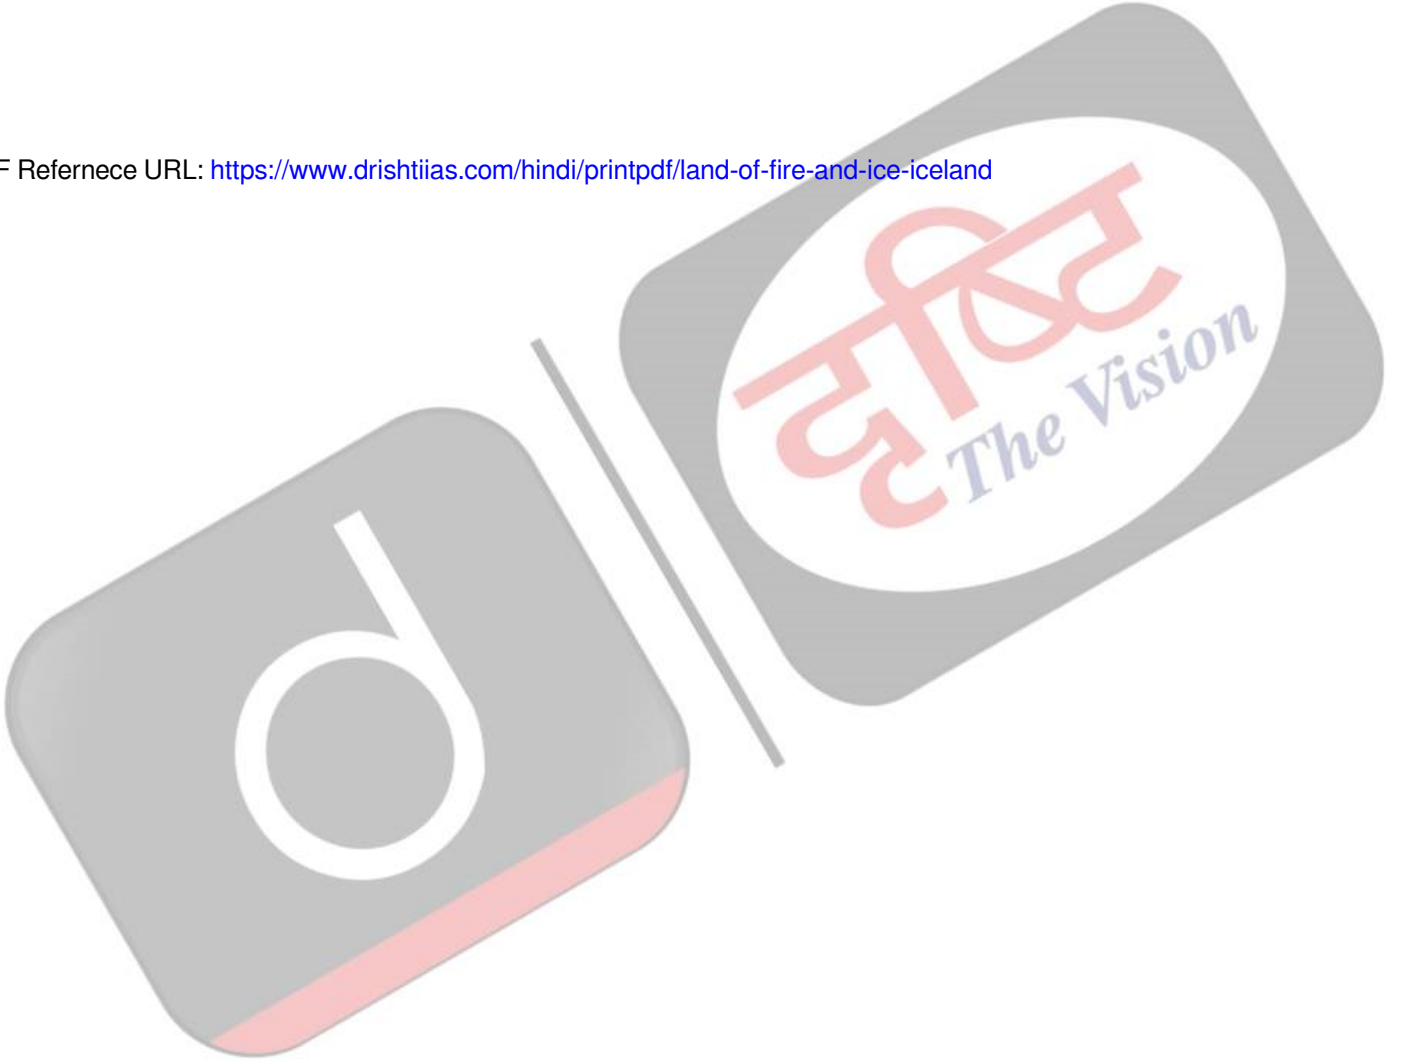 F Refernece URL: https://www.drishtiias.com/hindi/printpdf/land-of-fire-and-ice-iceland
दृष्टि
The Vision
d